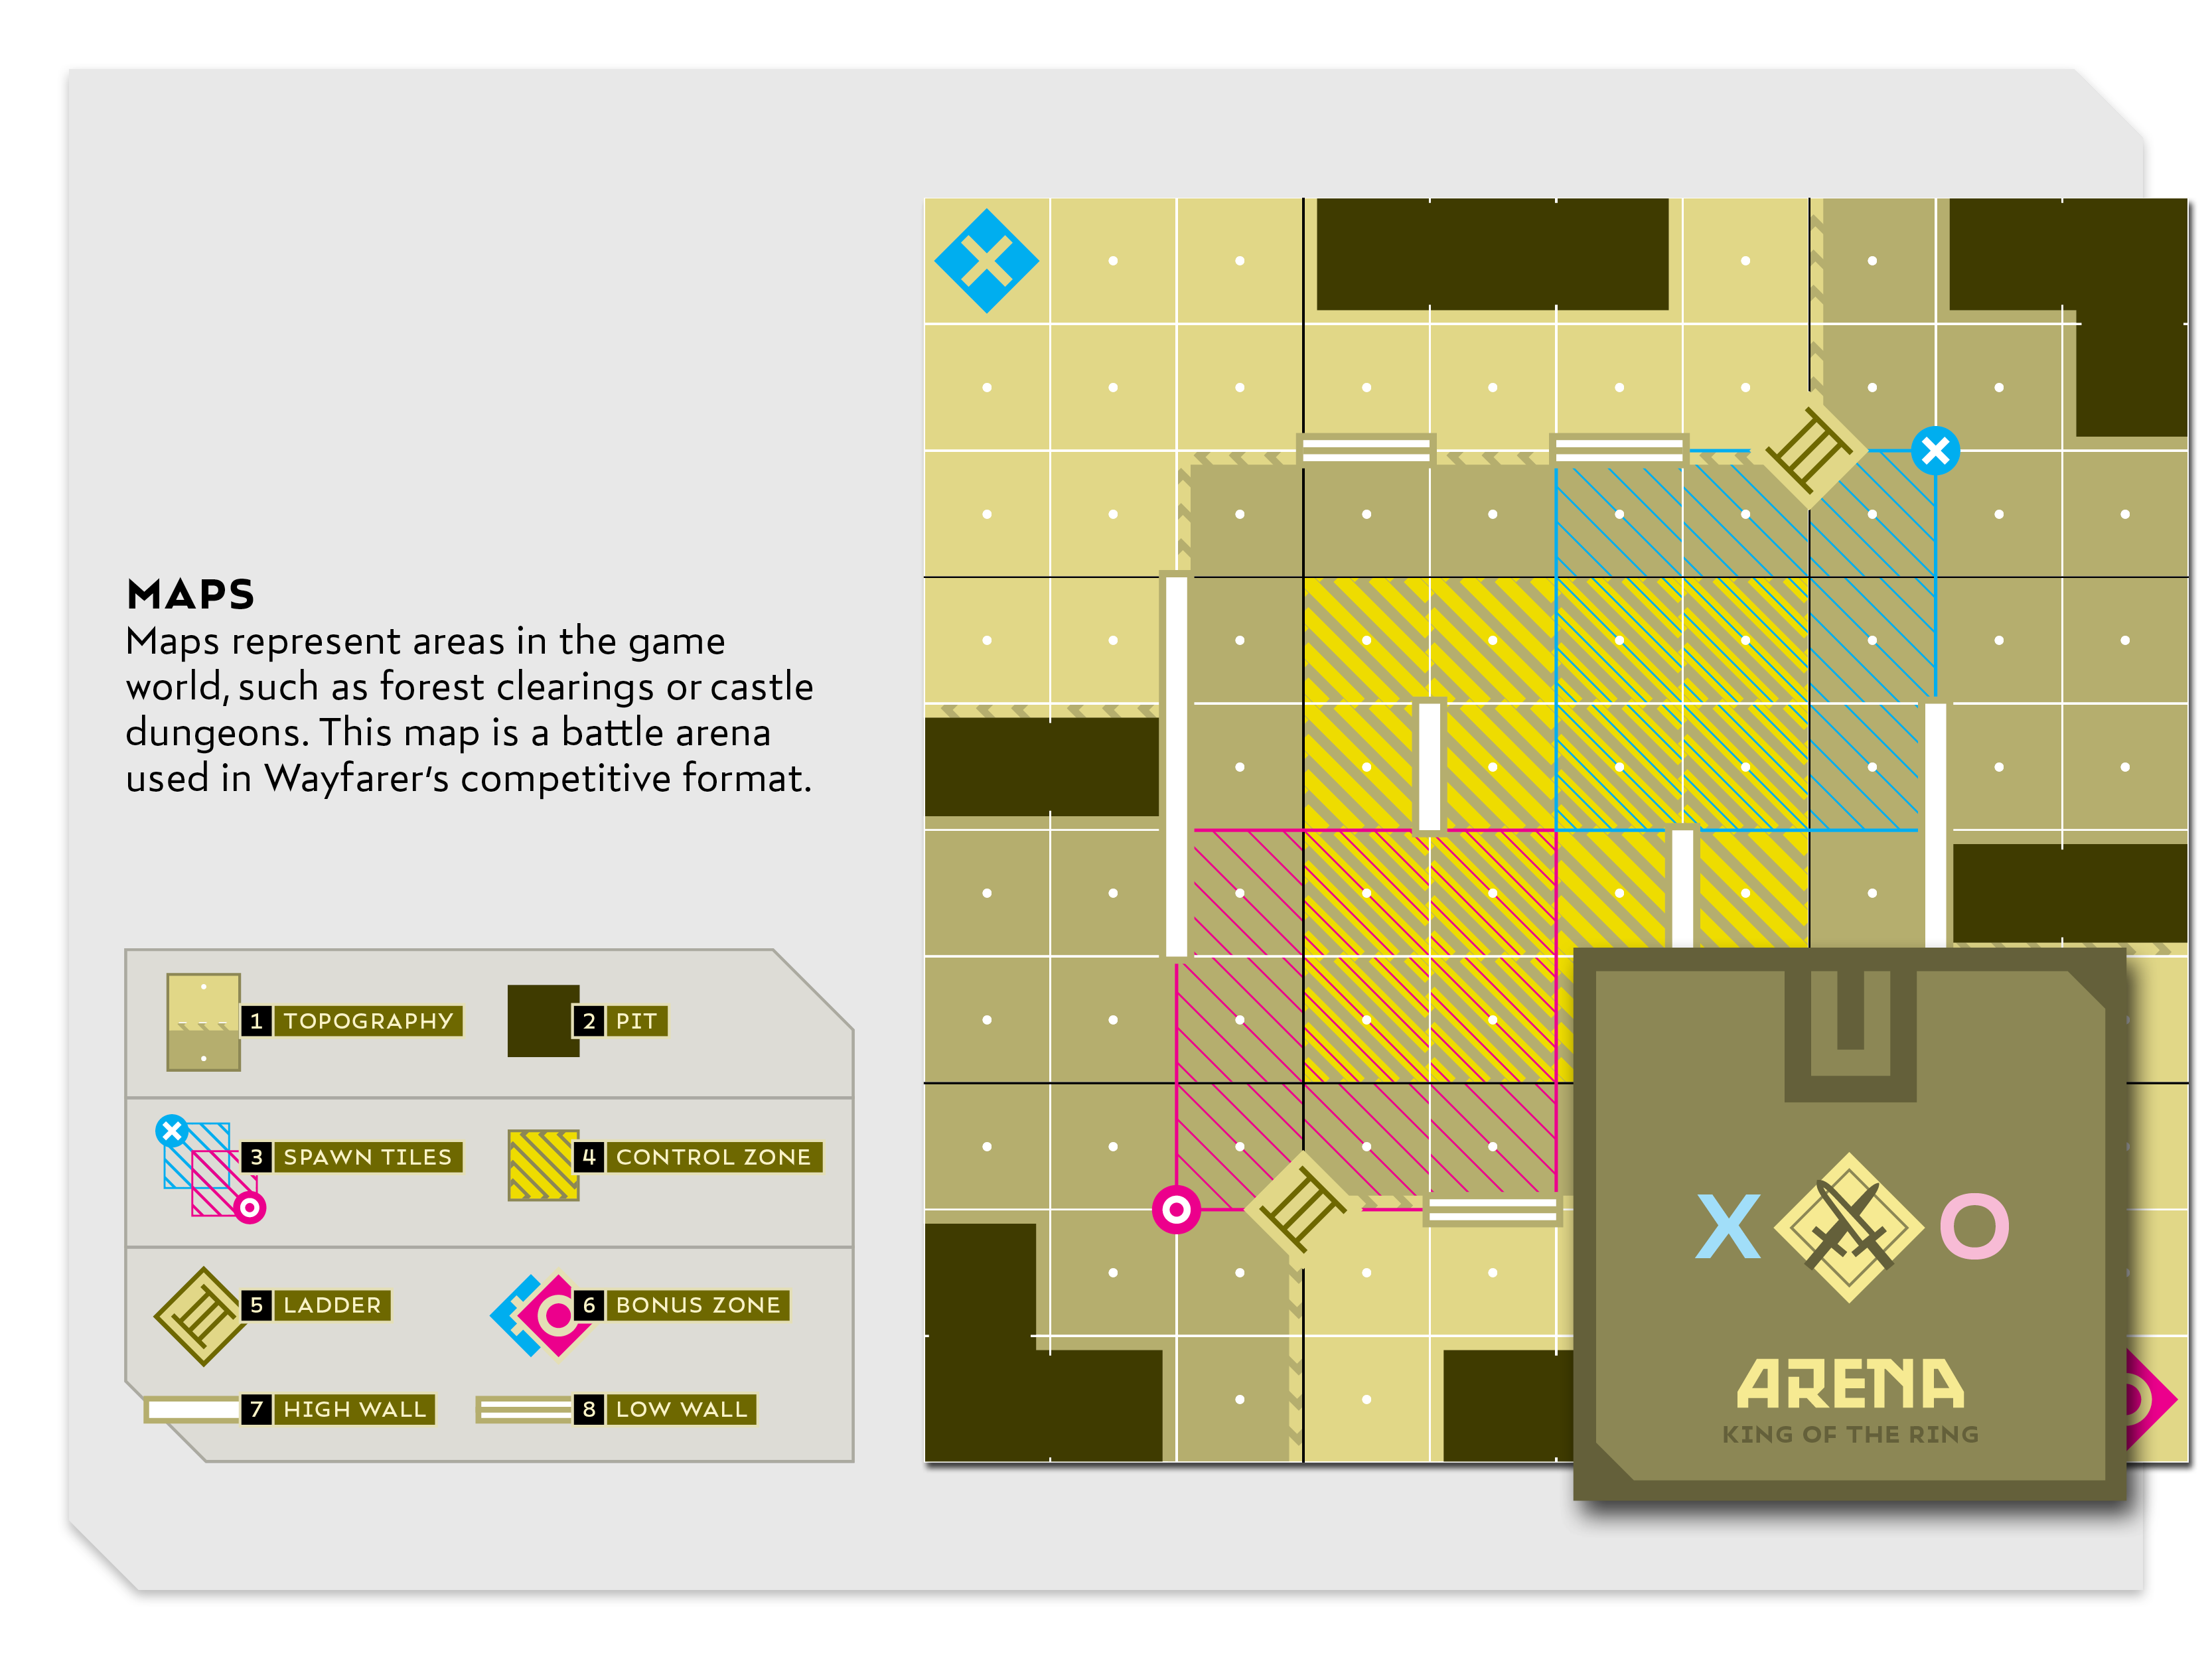 MAPS
Maps represent areas in the game
world, such as forest clearings or castle
dungeons. This map is a battle arena
used in Wayfarer's competitive format.
1 TOPOGRAPHY
2 PIT
3 SPAWN TILES
4 CONTROL ZONE
5 LADDER
6 BONUS ZONE
7 HIGH WALL
8 LOW WALL
X O
ARENA
KING OF THE RING